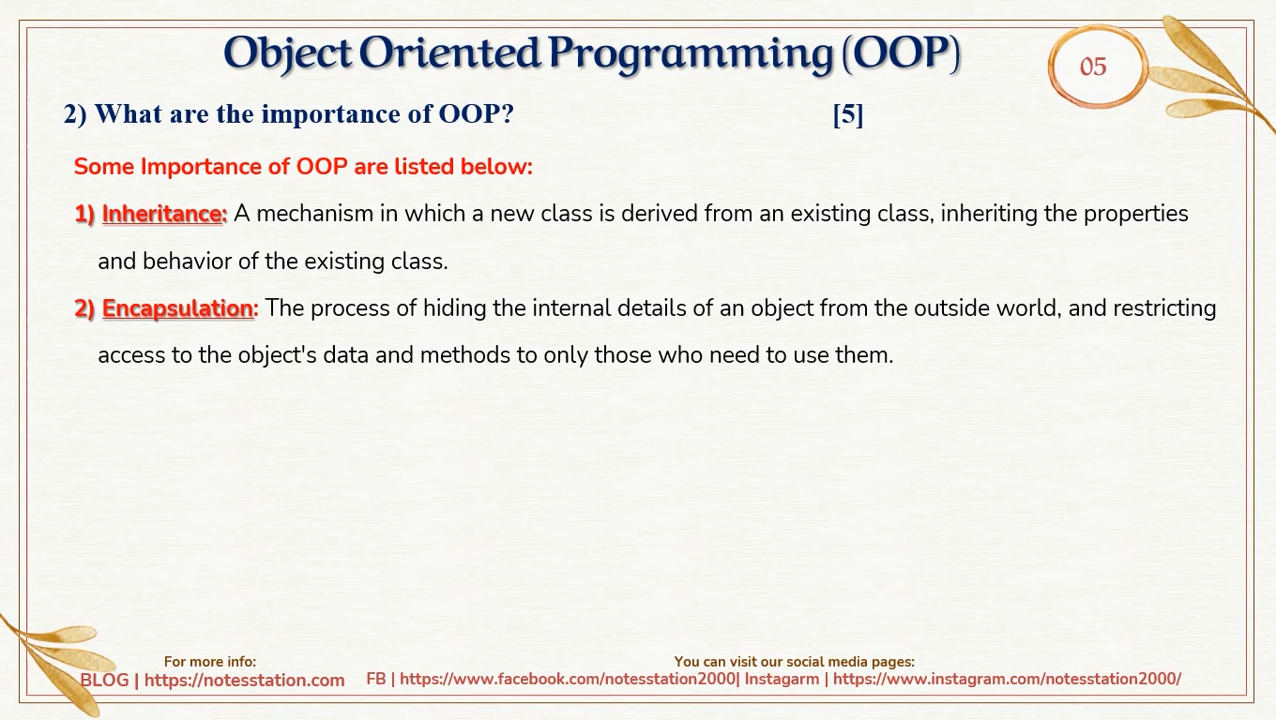 Object Oriented Programming (OOP)
05
2) What are the importance of OOP? [5]
Some Importance of OOP are listed below:
1) Inheritance: A mechanism in which a new class is derived from an existing class, inheriting the properties
and behavior of the existing class.
2) Encapsulation: The process of hiding the internal details of an object from the outside world, and restricting
access to the object's data and methods to only those who need to use them.
For more info:
BLOG | https://notesstation.com
You can visit our social media pages:
FB | https://www.facebook.com/notesstation2000| Instagarm | https://www.instagram.com/notesstation2000/